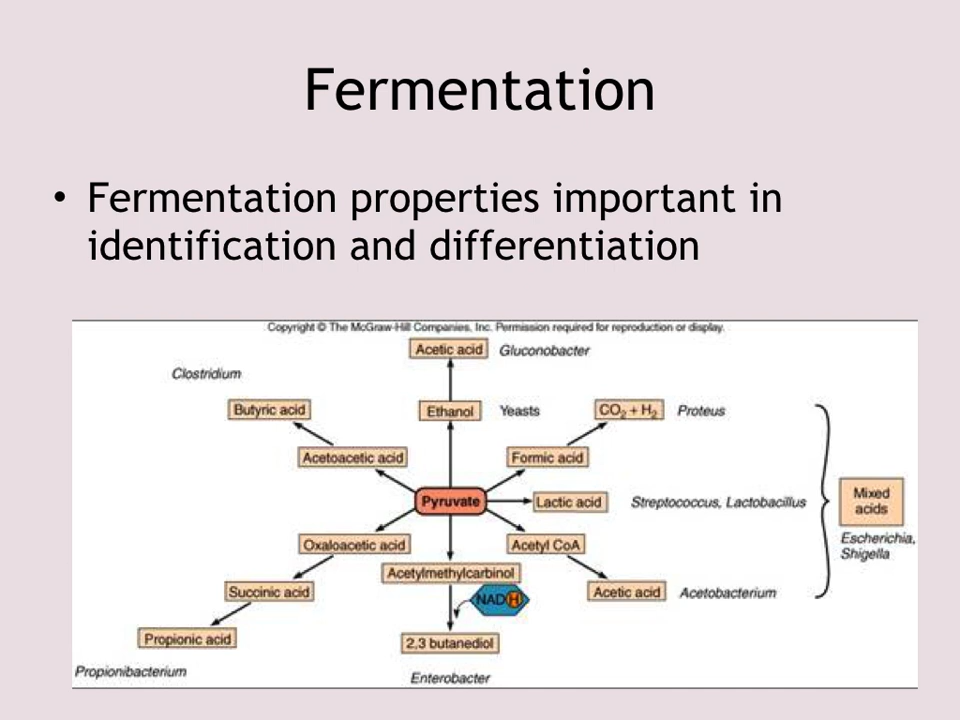 Fermentation
• Fermentation properties important in
identification and differentiation
Copyright © The McGraw-Hill Companies, Inc. Permission required for reproduction or display.
Acetic acid Gluconobacter
Clostridium
Butyric acid Ethanol Yeasts CO₂ + H₂ Proteus
Acetoacetic acid Formic acid
Pyruvate Lactic acid Streptococcus, Lactobacillus
Mixed
acids
Escherichia,
Shigella
Oxaloacetic acid Acetyl CoA
Acetylmethylcarbinol
Succinic acid NADH Acetic acid Acetobacterium
Propionic acid 2,3 butanediol
Propionibacterium Enterobacter